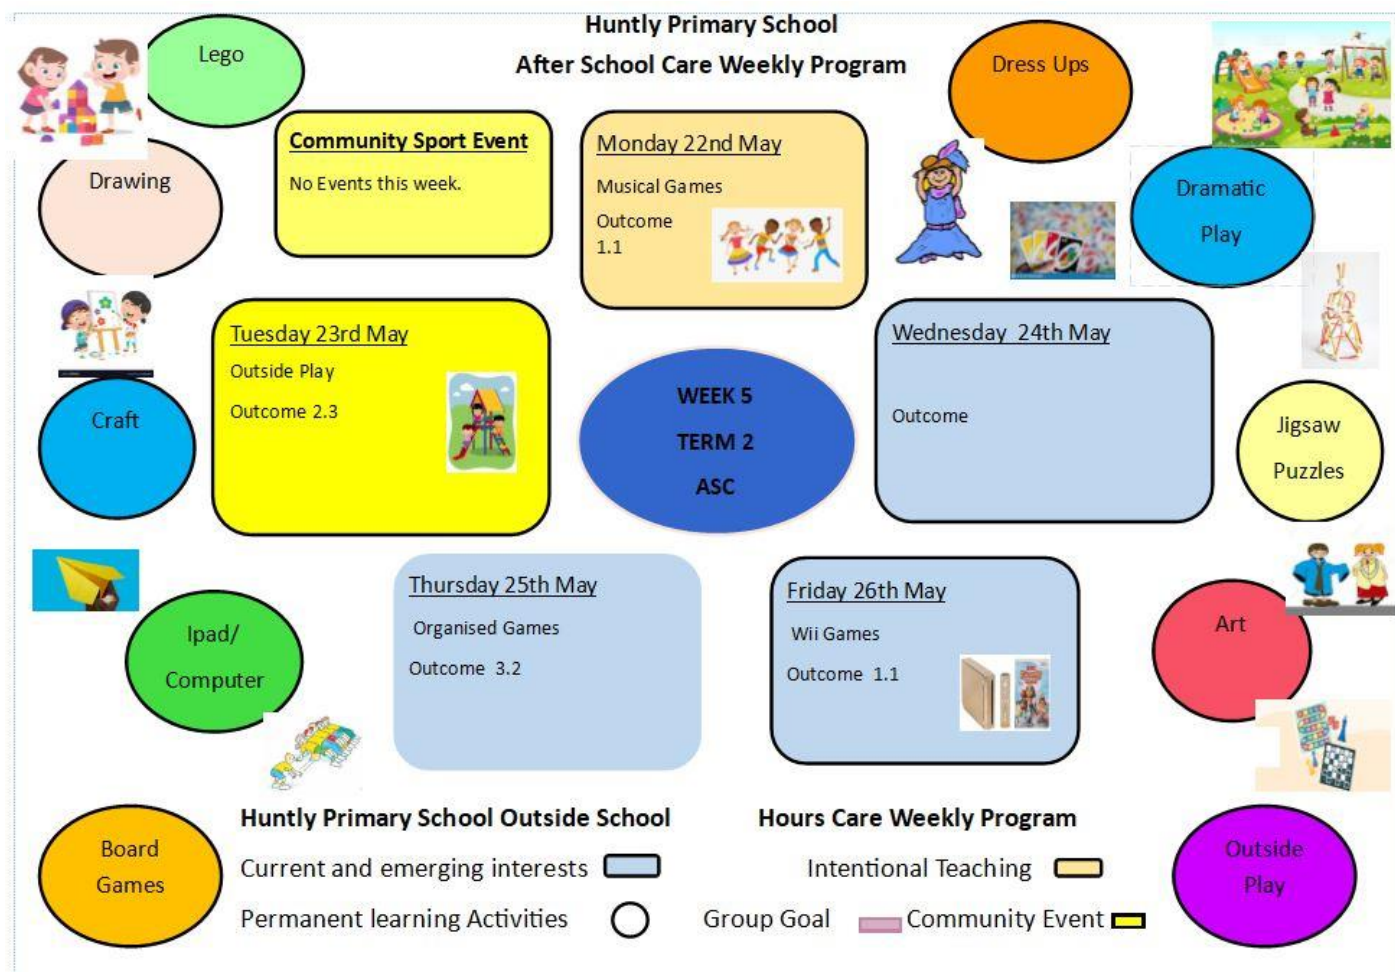 Huntly Primary School
After School Care Weekly Program
Lego
Dress Ups
Community Sport Event
No Events this week.
Monday 22nd May
Musical Games
Outcome
1.1
Drawing
Dramatic
Play
Tuesday 23rd May
Outside Play
Outcome 2.3
WEEK 5
TERM 2
ASC
Wednesday 24th May
Outcome
Craft
Jigsaw
Puzzles
Thursday 25th May
Organised Games
Outcome 3.2
Friday 26th May
Wii Games
Outcome 1.1
Ipad/
Computer
Art
Board
Games
Huntly Primary School Outside School Hours Care Weekly Program
Current and emerging interests
Intentional Teaching
Permanent learning Activities
Group Goal
Community Event
Outside
Play